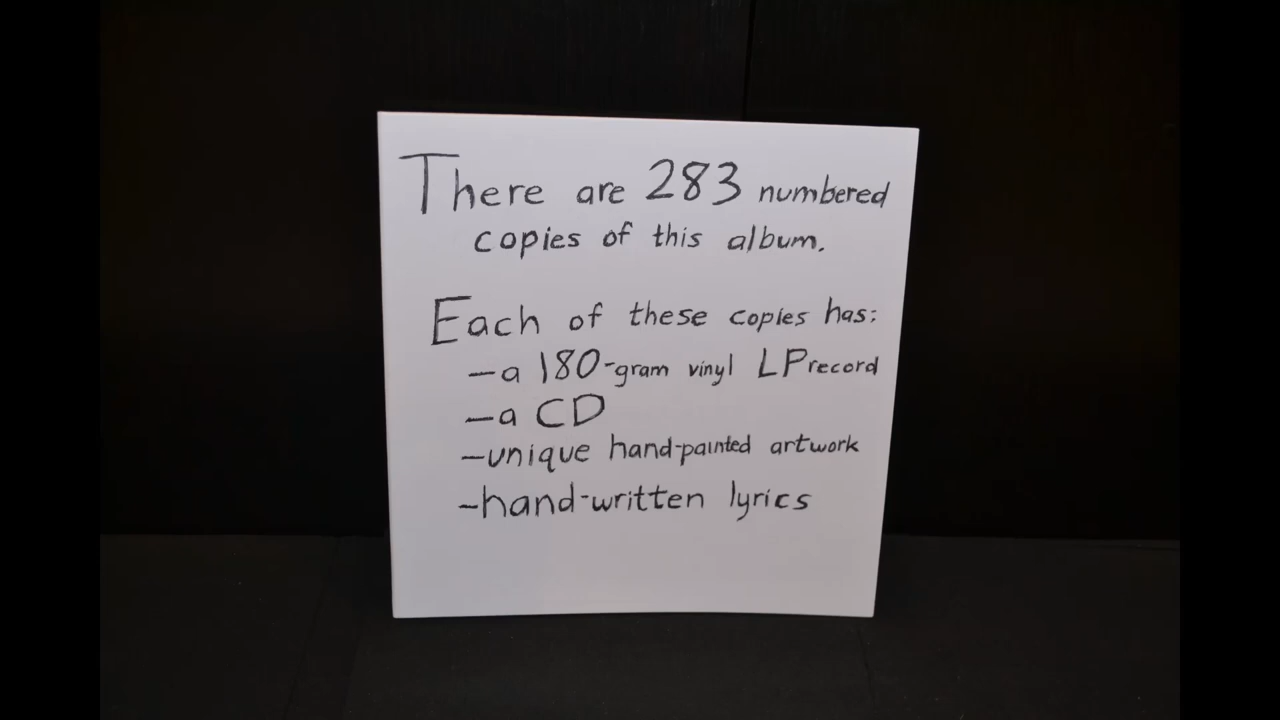 There are 283 numbered
copies of this album.
Each of these copies has:
-a 180-gram vinyl LP record
-a CD
-unique hand-painted artwork
-hand-written lyrics